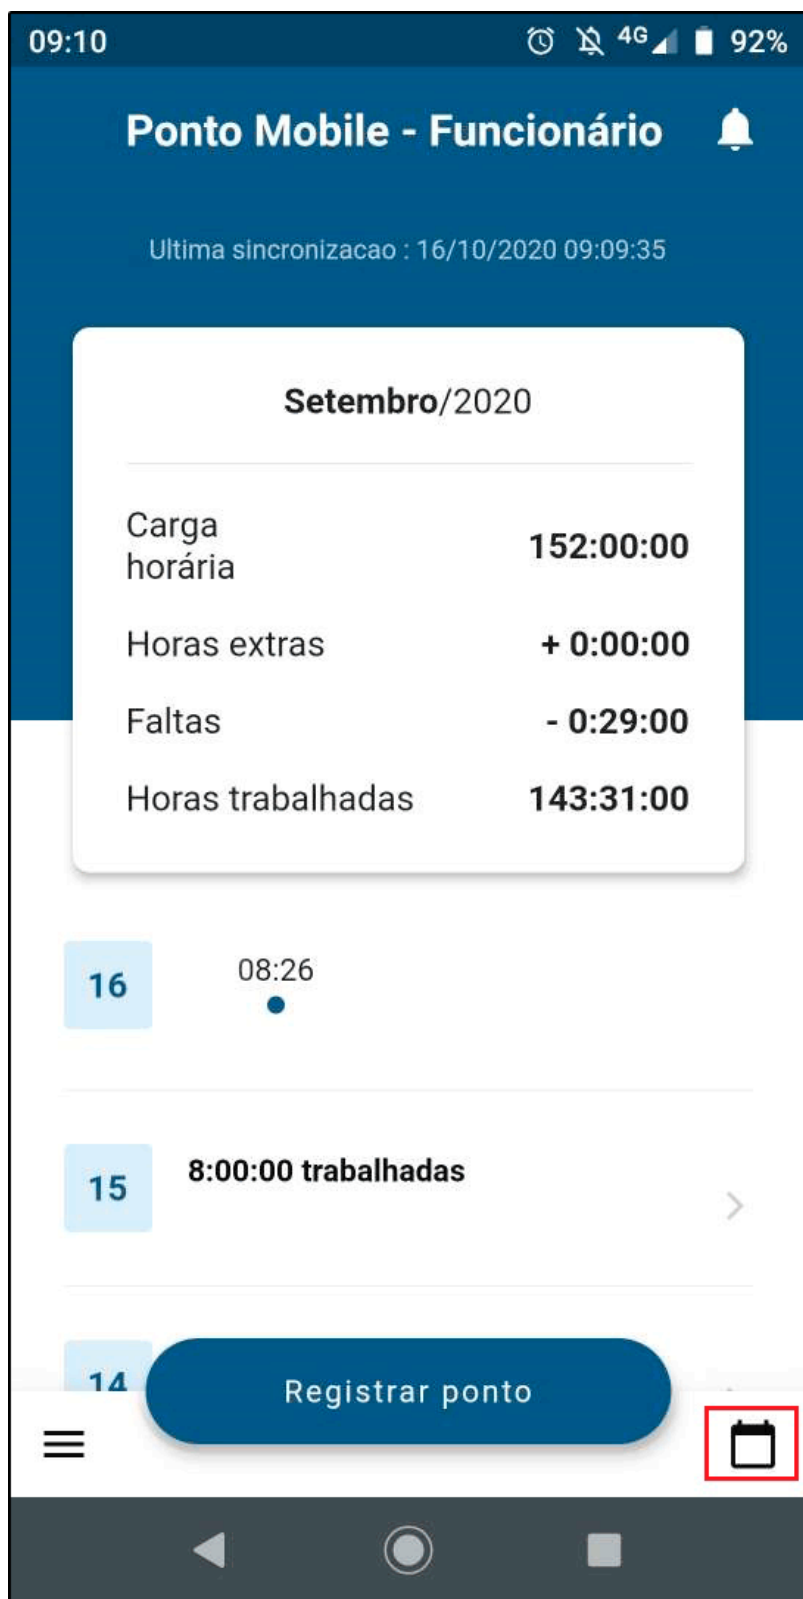 09:10 4G 92%
Ponto Mobile - Funcionário
Ultima sincronizacao : 16/10/2020 09:09:35
Setembro/2020
Carga
horária 152:00:00
Horas extras + 0:00:00
Faltas - 0:29:00
Horas trabalhadas 143:31:00
16 08:26
15 8:00:00 trabalhadas
14
Registrar ponto